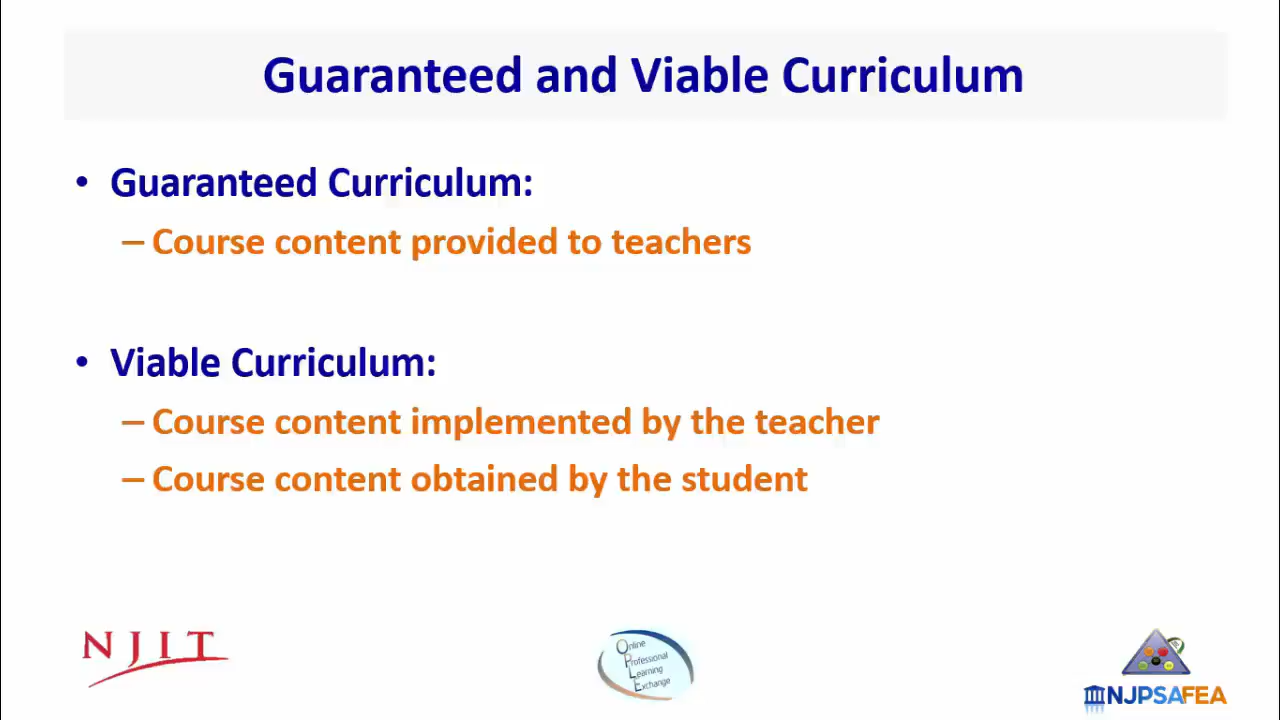 Guaranteed and Viable Curriculum
• Guaranteed Curriculum:
– Course content provided to teachers
• Viable Curriculum:
– Course content implemented by the teacher
– Course content obtained by the student
NJIT
Online
Professional
Learning
Exchange
NJPSAFEA